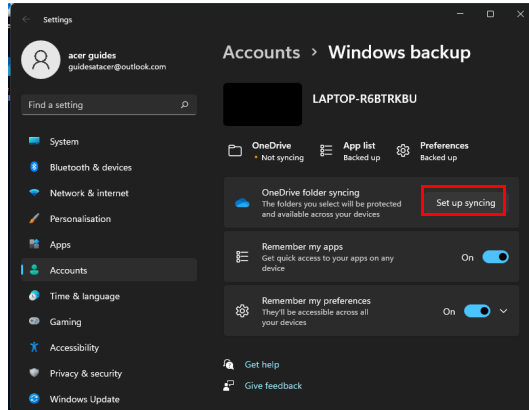 Settings
acer guides
guidesatacer@outlook.com
Find a setting
System
Bluetooth & devices
Network & internet
Personalisation
Apps
Accounts
Time & language
Gaming
Accessibility
Privacy & security
Windows Update
Accounts > Windows backup
LAPTOP-R6BTRKBU
OneDrive
• Not syncing
App list
Backed up
Preferences
Backed up
OneDrive folder syncing
The folders you select will be protected
and available across your devices
Set up syncing
Remember my apps
Get quick access to your apps on any
device
On
Remember my preferences
They'll be accessible across all
your devices
On
Get help
Give feedback